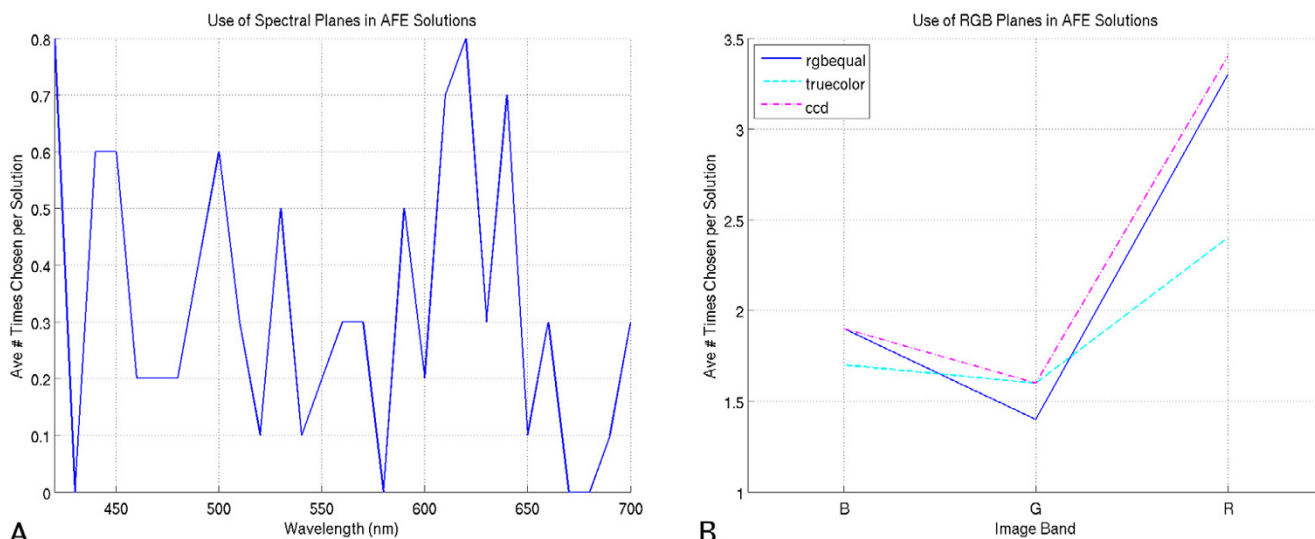 Use of Spectral Planes in AFE Solutions
0.8
0.7
0.6
0.5
0.4
0.3
0.2
0.1
0
Ave # Times Chosen per Solution
450
500
550
600
650
700
Wavelength (nm)
A
Use of RGB Planes in AFE Solutions
rgbequal
truecolor
ccd
3.5
3
2.5
2
1.5
1
Ave # Times Chosen per Solution
B
G
R
Image Band
B